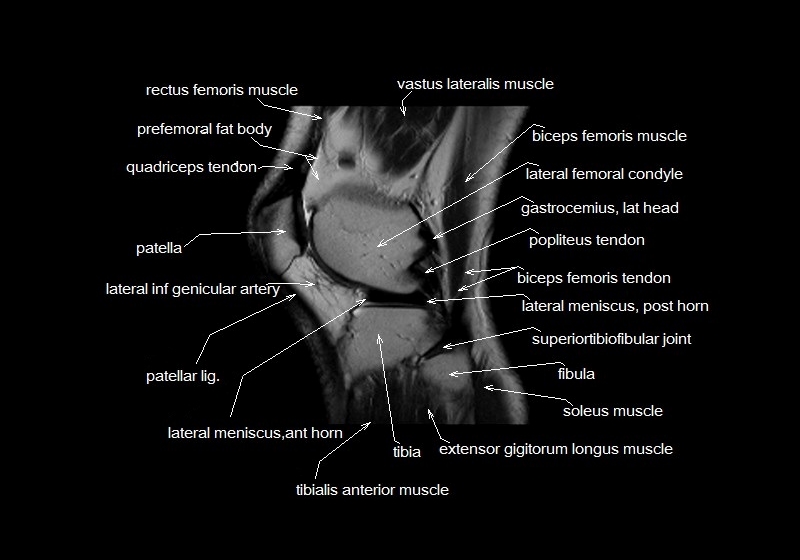 rectus femoris muscle
vastus lateralis muscle
prefemoral fat body
biceps femoris muscle
quadriceps tendon
lateral femoral condyle
gastrocemius, lat head
patella
popliteus tendon
biceps femoris tendon
lateral inf genicular artery
lateral meniscus, post horn
superiortibiofibular joint
patellar lig.
fibula
soleus muscle
lateral meniscus,ant horn
tibia
extensor gigitorum longus muscle
tibialis anterior muscle